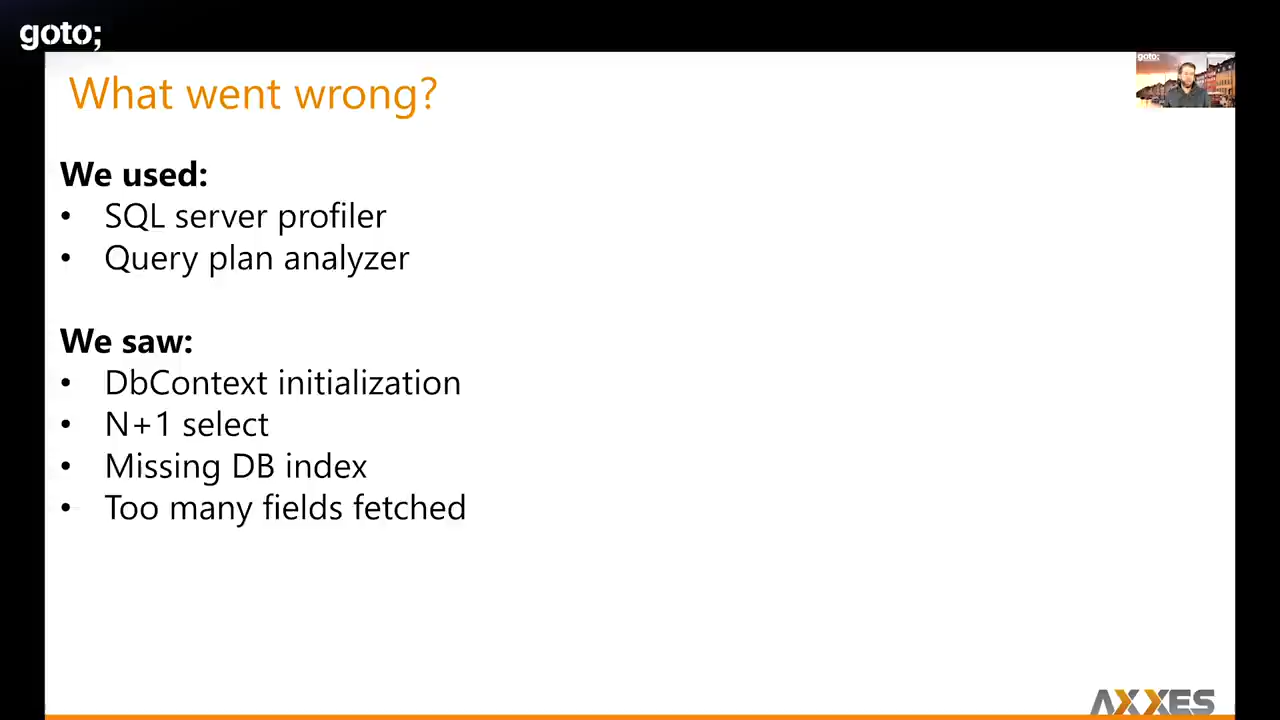 goto;
goto;
What went wrong?
We used:
• SQL server profiler
• Query plan analyzer
We saw:
• DbContext initialization
• N+1 select
• Missing DB index
• Too many fields fetched
AXXES